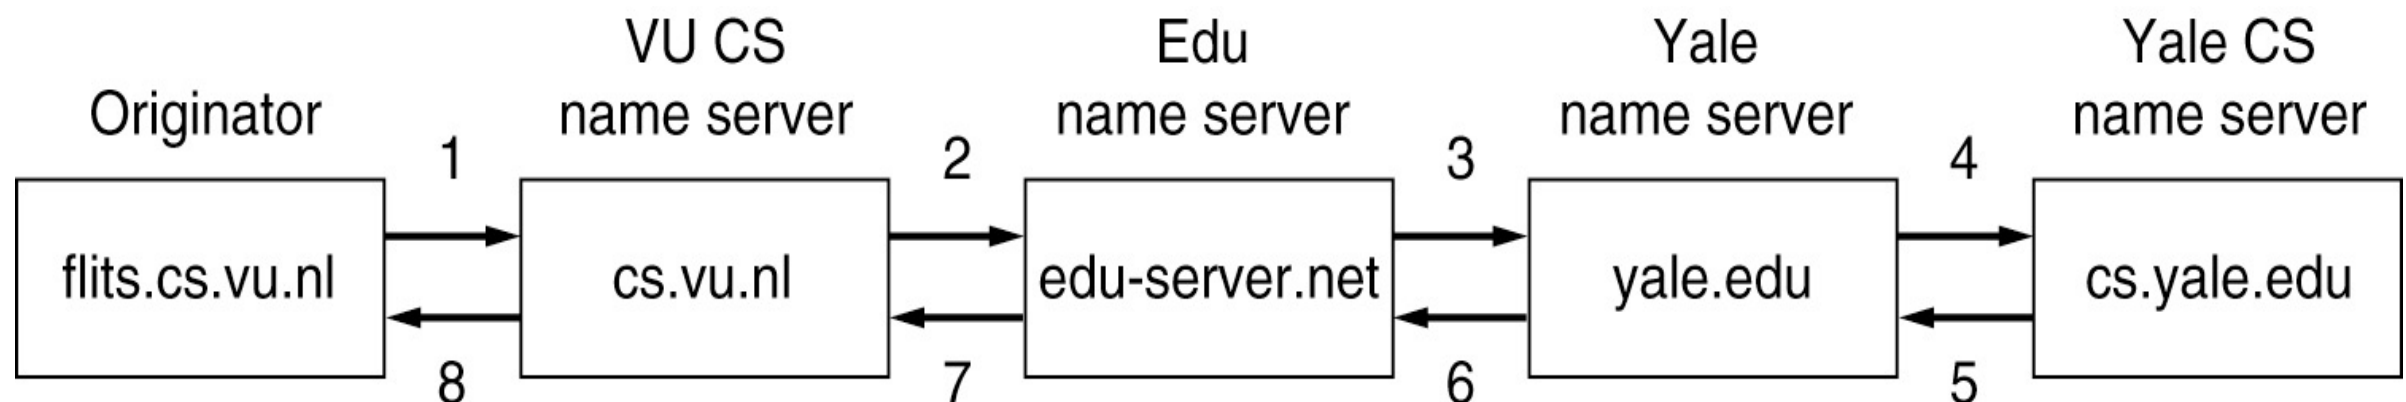 VU CS
Edu
Yale
Yale CS
Originator
name server
name server
name server
name server
1
2
3
4
flits.cs.vu.nl
cs.vu.nl
edu-server.net
yale.edu
cs.yale.edu
8
7
6
5